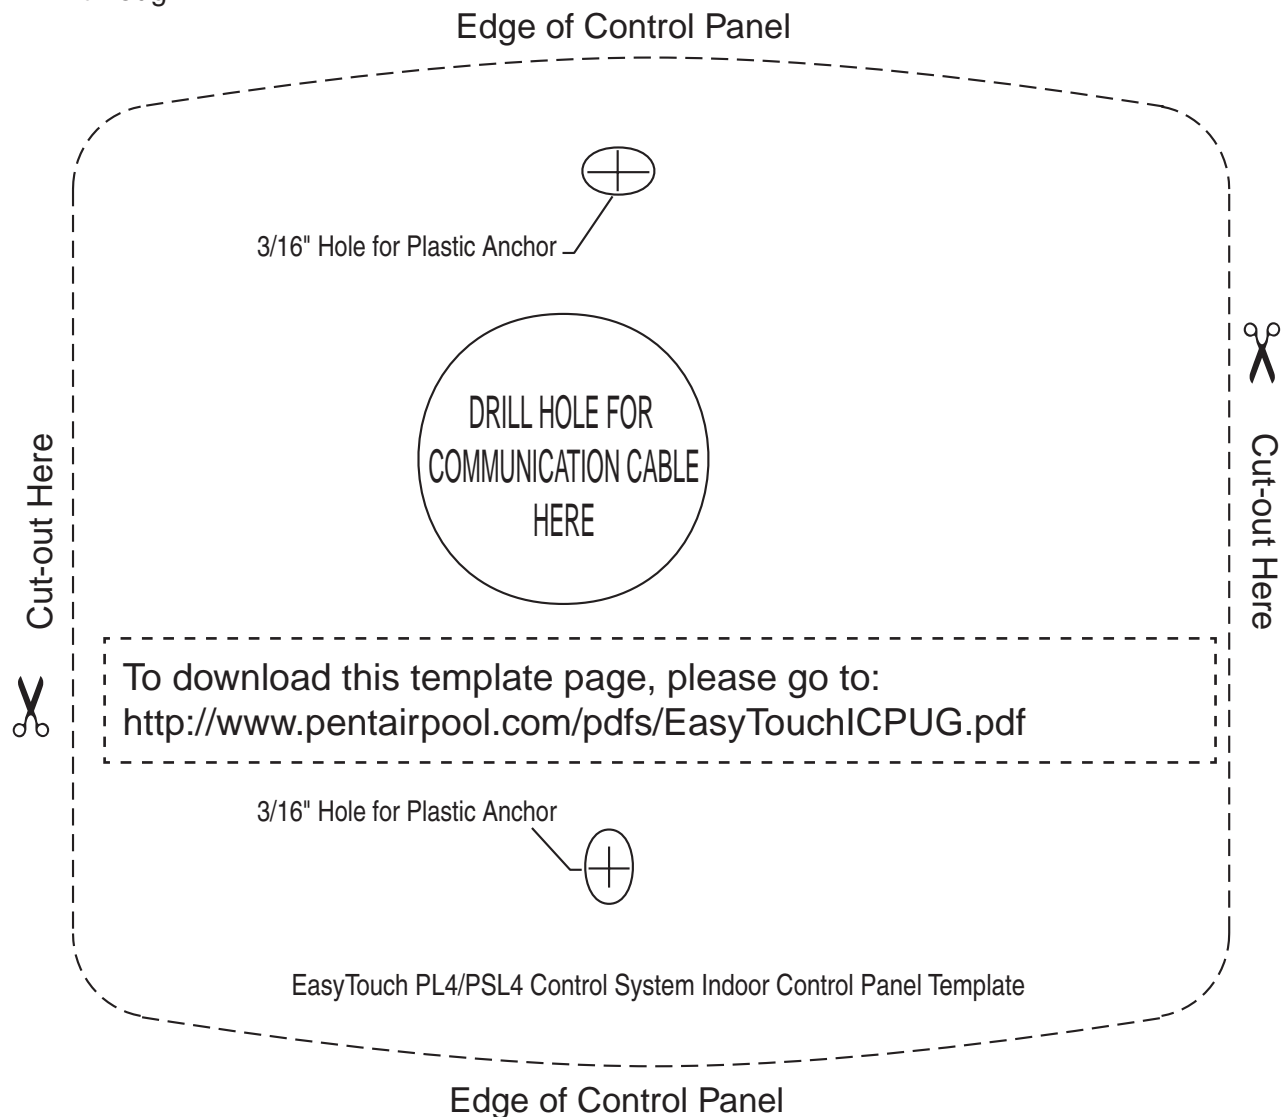 Edge of Control Panel
3/16" Hole for Plastic Anchor
DRILL HOLE FOR
COMMUNICATION CABLE
HERE
Cut-out Here
Cut-out Here
To download this template page, please go to:
http://www.pentairpool.com/pdfs/EasyTouchICPUG.pdf
3/16" Hole for Plastic Anchor
EasyTouch PL4/PSL4 Control System Indoor Control Panel Template
Edge of Control Panel